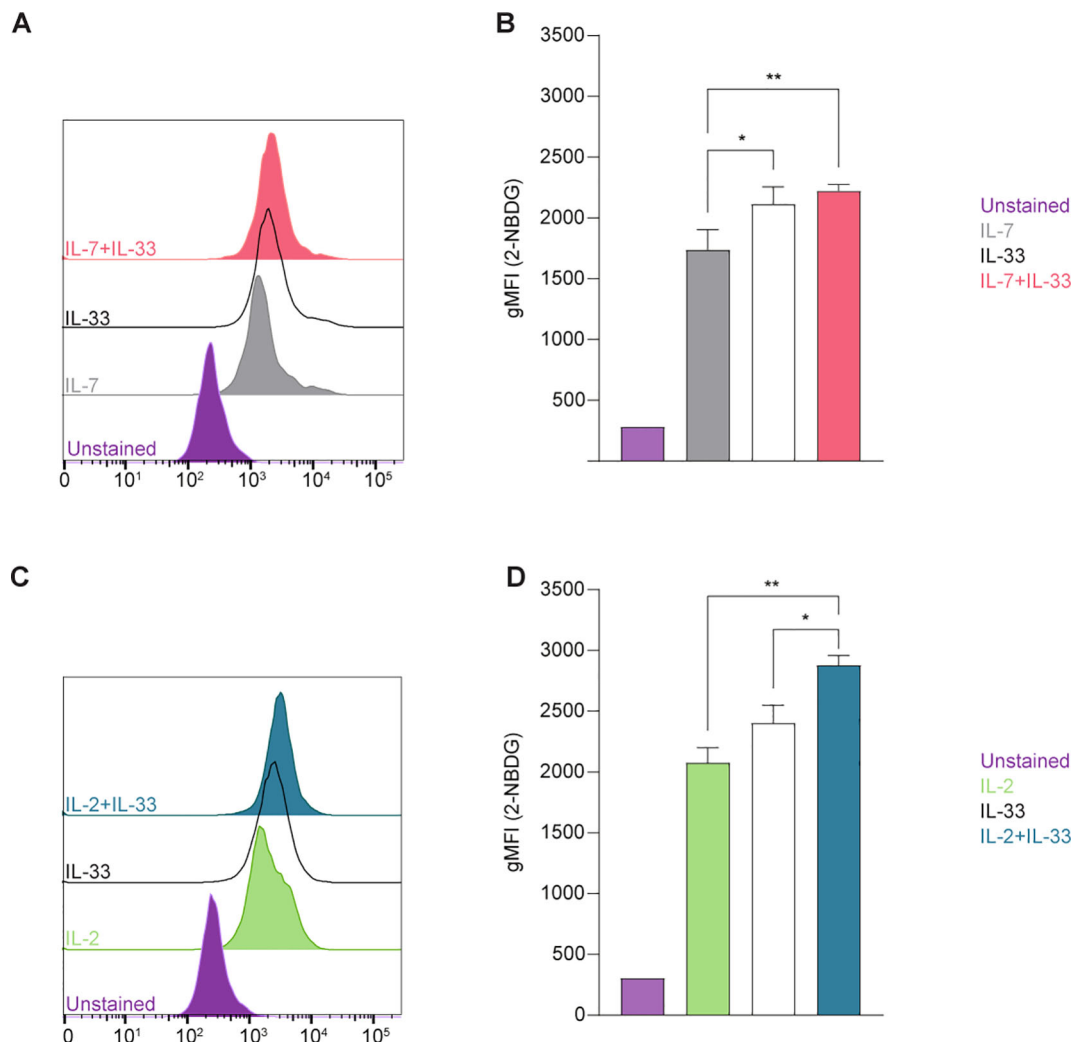 A
IL-7+IL-33
IL-33
IL-7
Unstained
0 10¹ 10² 10³ 10⁴ 10⁵
B
3500
3000
2500
2000
1500
1000
500
gMFI (2-NBDG)
**
*
Unstained
IL-7
IL-33
IL-7+IL-33
C
IL-2+IL-33
IL-33
IL-2
Unstained
0 10¹ 10² 10³ 10⁴ 10⁵
D
3500
3000
2500
2000
1500
1000
500
0
gMFI (2-NBDG)
**
*
Unstained
IL-2
IL-33
IL-2+IL-33